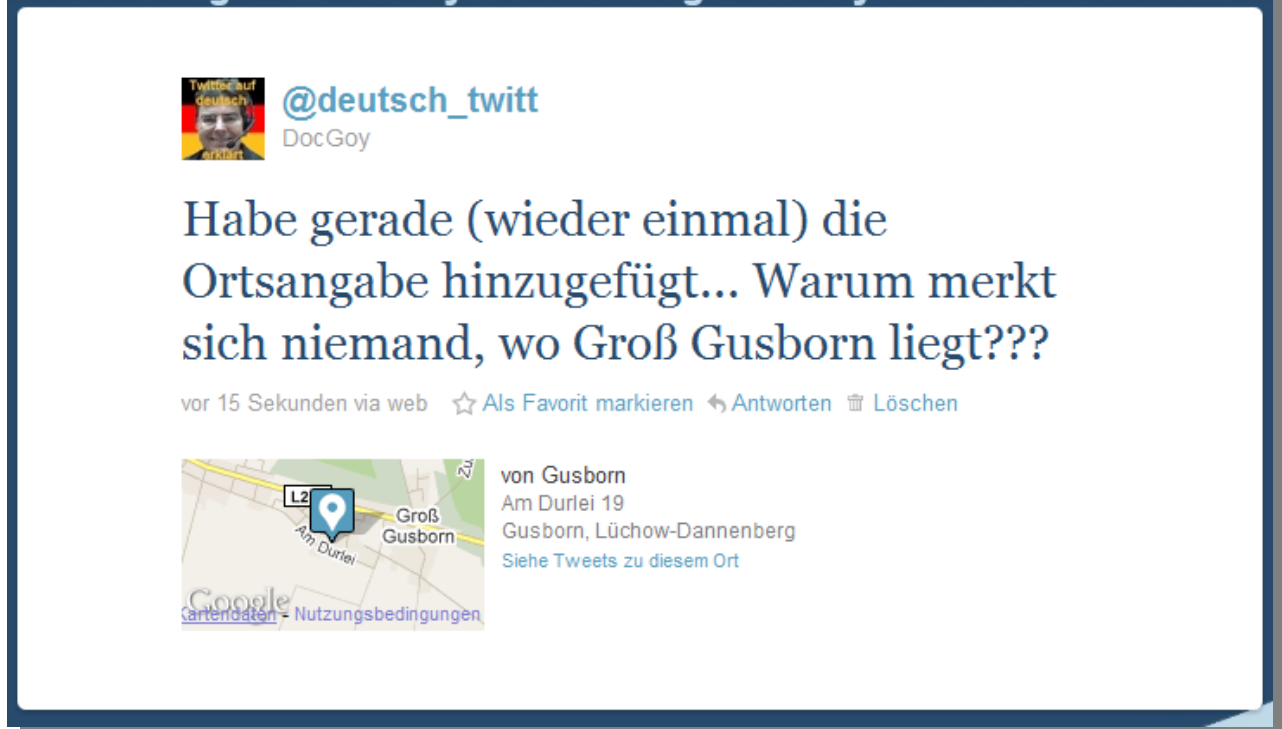 Twitter auf
deutsch
erklärt
@deutsch_twitt
DocGoy
Habe gerade (wieder einmal) die
Ortsangabe hinzugefügt... Warum merkt
sich niemand, wo Groß Gusborn liegt???
vor 15 Sekunden via web Als Favorit markieren Antworten Löschen
L2
Groß
Gusborn
Am Durlei
Google
Kartendaten - Nutzungsbedingungen
von Gusborn
Am Durlei 19
Gusborn, Lüchow-Dannenberg
Siehe Tweets zu diesem Ort